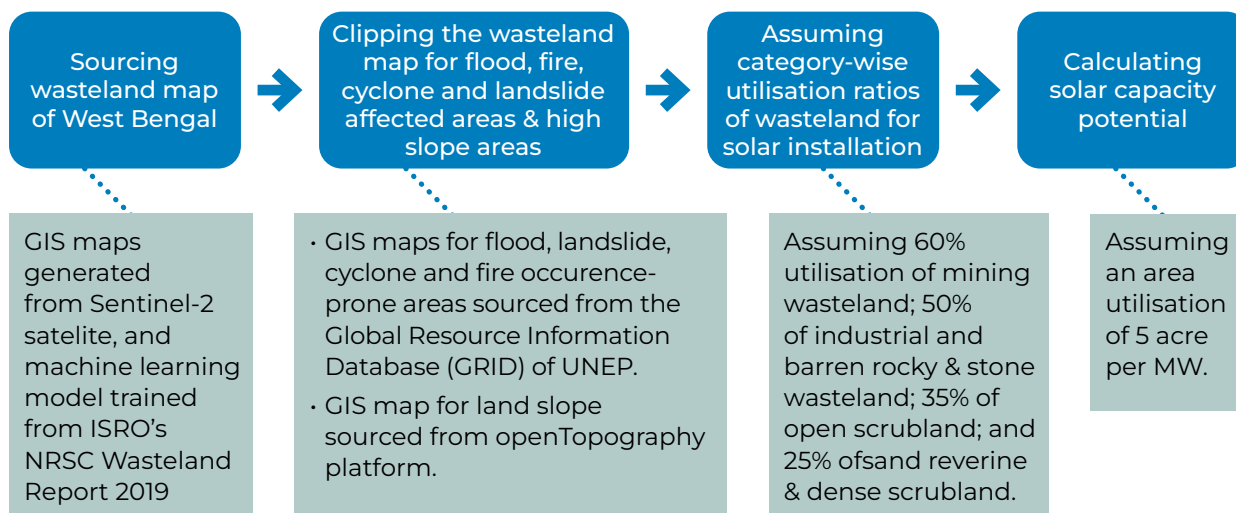 Sourcing
wasteland map
of West Bengal
Clipping the wasteland
map for flood, fire,
cyclone and landslide
affected areas & high
slope areas
Assuming
category-wise
utilisation ratios
of wasteland for
solar installation
Calculating
solar capacity
potential
GIS maps
generated
from Sentinel-2
satelite, and
machine learning
model trained
from ISRO’s
NRSC Wasteland
Report 2019
· GIS maps for flood, landslide,
cyclone and fire occurence-
prone areas sourced from the
Global Resource Information
Database (GRID) of UNEP.
· GIS map for land slope
sourced from openTopography
platform.
Assuming 60%
utilisation of mining
wasteland; 50%
of industrial and
barren rocky & stone
wasteland; 35% of
open scrubland; and
25% ofsand reverine
& dense scrubland.
Assuming
an area
utilisation
of 5 acre
per MW.